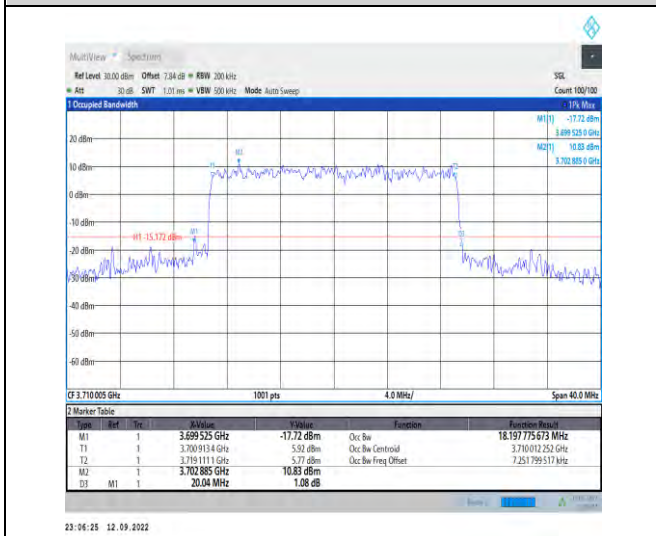 MultiView Spectrum
Ref Level 30.00 dBm Offset 7.84 dB RBW 200 kHz SGL
Att 30 dB SWT 1.01 ms VBW 500 kHz Mode Auto Sweep Count 100/100
1 Occupied Bandwidth 1Pk Max
M1[1] -17.72 dBm
3.699 525 0 GHz
M2[1] 10.83 dBm
3.702 885 0 GHz
20 dBm
10 dBm
0 dBm
-10 dBm
-20 dBm
-30 dBm
-40 dBm
-50 dBm
-60 dBm
M2
T1
T2
M1
H1 -15.172 dBm
D3
CF 3.710 005 GHz 1001 pts 4.0 MHz/ Span 40.0 MHz
2 Marker Table
Type Ref Trc X-Value Y-Value Function Function Result
M1 1 3.699 525 GHz -17.72 dBm Occ Bw 18.197 775 673 MHz
T1 1 3.700 913 4 GHz 5.92 dBm Occ Bw Centroid 3.710 012 252 GHz
T2 1 3.719 111 1 GHz 5.77 dBm Occ Bw Freq Offset 7.251 799 517 kHz
M2 1 3.702 885 GHz 10.83 dBm
D3 M1 1 20.04 MHz 1.08 dB
23:06:25 12.09.2022